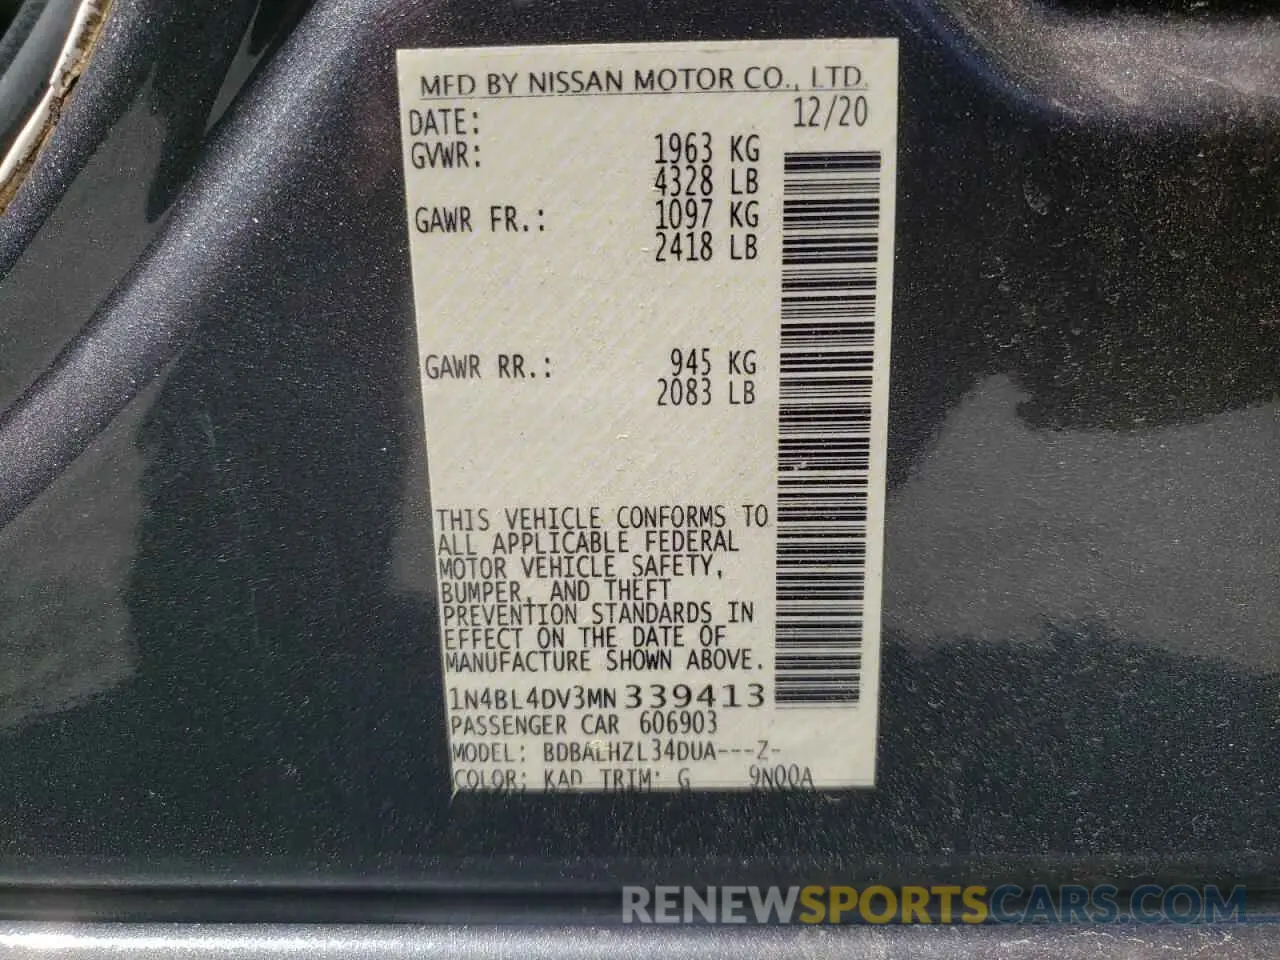 MFD BY NISSAN MOTOR CO., LTD.
DATE: 12/20
GVWR: 1963 KG
4328 LB
GAWR FR.: 1097 KG
2418 LB
GAWR RR.: 945 KG
2083 LB
THIS VEHICLE CONFORMS TO
ALL APPLICABLE FEDERAL
MOTOR VEHICLE SAFETY,
BUMPER, AND THEFT
PREVENTION STANDARDS IN
EFFECT ON THE DATE OF
MANUFACTURE SHOWN ABOVE.
1N4BL4DV3MN339413
PASSENGER CAR 606903
MODEL: BDBALHZL34DUA---Z-
COLOR: KAD TRIM: G 9N00A
RENEWSPORTSCARS.COM